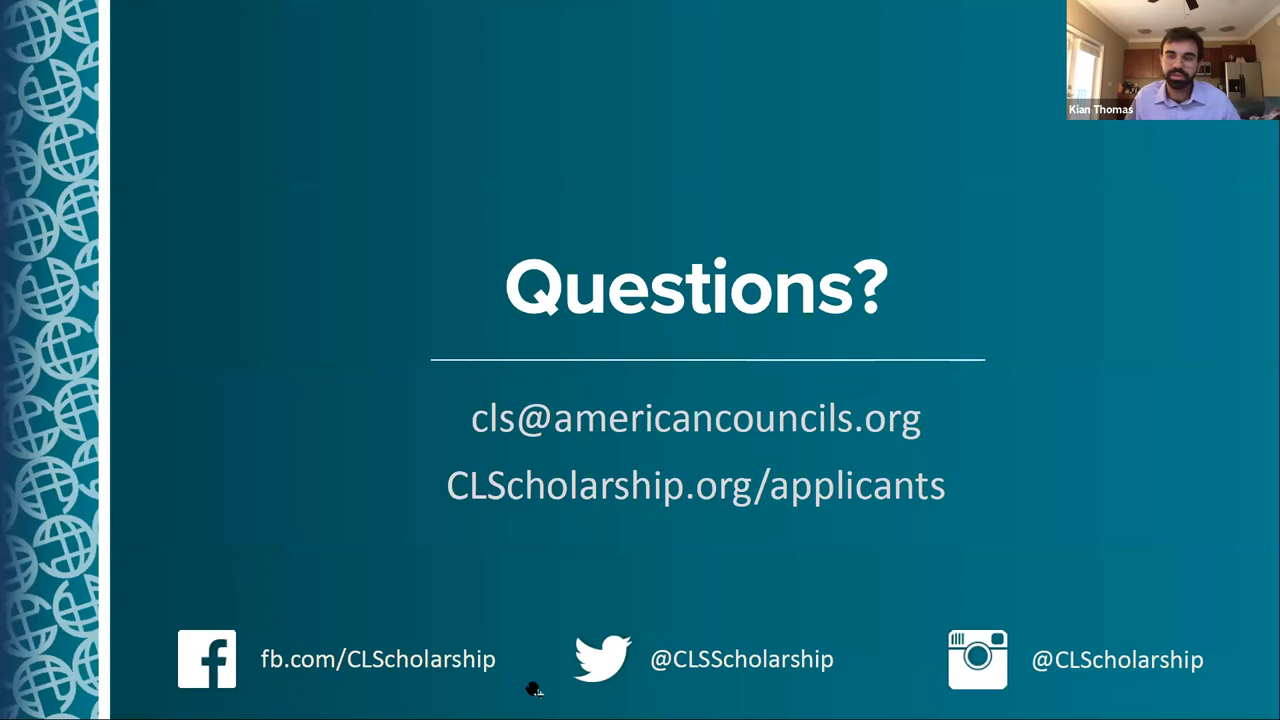 Kian Thomas
Questions?
cls@americancouncils.org
CLScholarship.org/applicants
fb.com/CLScholarship
@CLSScholarship
@CLScholarship